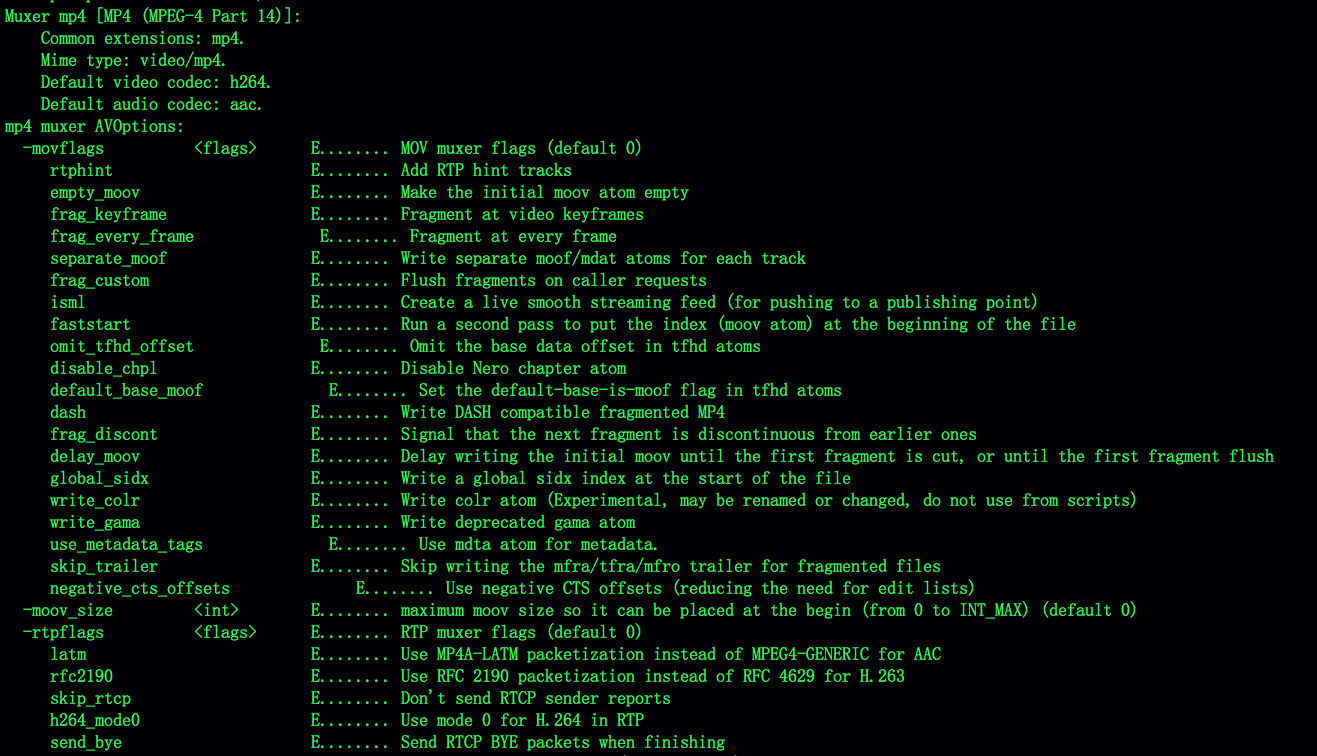 Muxer mp4 [MP4 (MPEG-4 Part 14)]:
    Common extensions: mp4.
    Mime type: video/mp4.
    Default video codec: h264.
    Default audio codec: aac.
mp4 muxer AVOptions:
  -movflags          <flags>      E........ MOV muxer flags (default 0)
     rtphint                      E........ Add RTP hint tracks
     empty_moov                   E........ Make the initial moov atom empty
     frag_keyframe                E........ Fragment at video keyframes
     frag_every_frame              E........ Fragment at every frame
     separate_moof                E........ Write separate moof/mdat atoms for each track
     frag_custom                  E........ Flush fragments on caller requests
     isml                         E........ Create a live smooth streaming feed (for pushing to a publishing point)
     faststart                    E........ Run a second pass to put the index (moov atom) at the beginning of the file
     omit_tfhd_offset              E........ Omit the base data offset in tfhd atoms
     disable_chpl                 E........ Disable Nero chapter atom
     default_base_moof              E........ Set the default-base-is-moof flag in tfhd atoms
     dash                         E........ Write DASH compatible fragmented MP4
     frag_discont                 E........ Signal that the next fragment is discontinuous from earlier ones
     delay_moov                   E........ Delay writing the initial moov until the first fragment is cut, or until the first fragment flush
     global_sidx                  E........ Write a global sidx index at the start of the file
     write_colr                   E........ Write colr atom (Experimental, may be renamed or changed, do not use from scripts)
     write_gama                   E........ Write deprecated gama atom
     use_metadata_tags              E........ Use mdta atom for metadata.
     skip_trailer                 E........ Skip writing the mfra/tfra/mfro trailer for fragmented files
     negative_cts_offsets              E........ Use negative CTS offsets (reducing the need for edit lists)
  -moov_size         <int>        E........ maximum moov size so it can be placed at the begin (from 0 to INT_MAX) (default 0)
  -rtpflags          <flags>      E........ RTP muxer flags (default 0)
     latm                         E........ Use MP4A-LATM packetization instead of MPEG4-GENERIC for AAC
     rfc2190                      E........ Use RFC 2190 packetization instead of RFC 4629 for H.263
     skip_rtcp                    E........ Don't send RTCP sender reports
     h264_mode0                   E........ Use mode 0 for H.264 in RTP
     send_bye                     E........ Send RTCP BYE packets when finishing